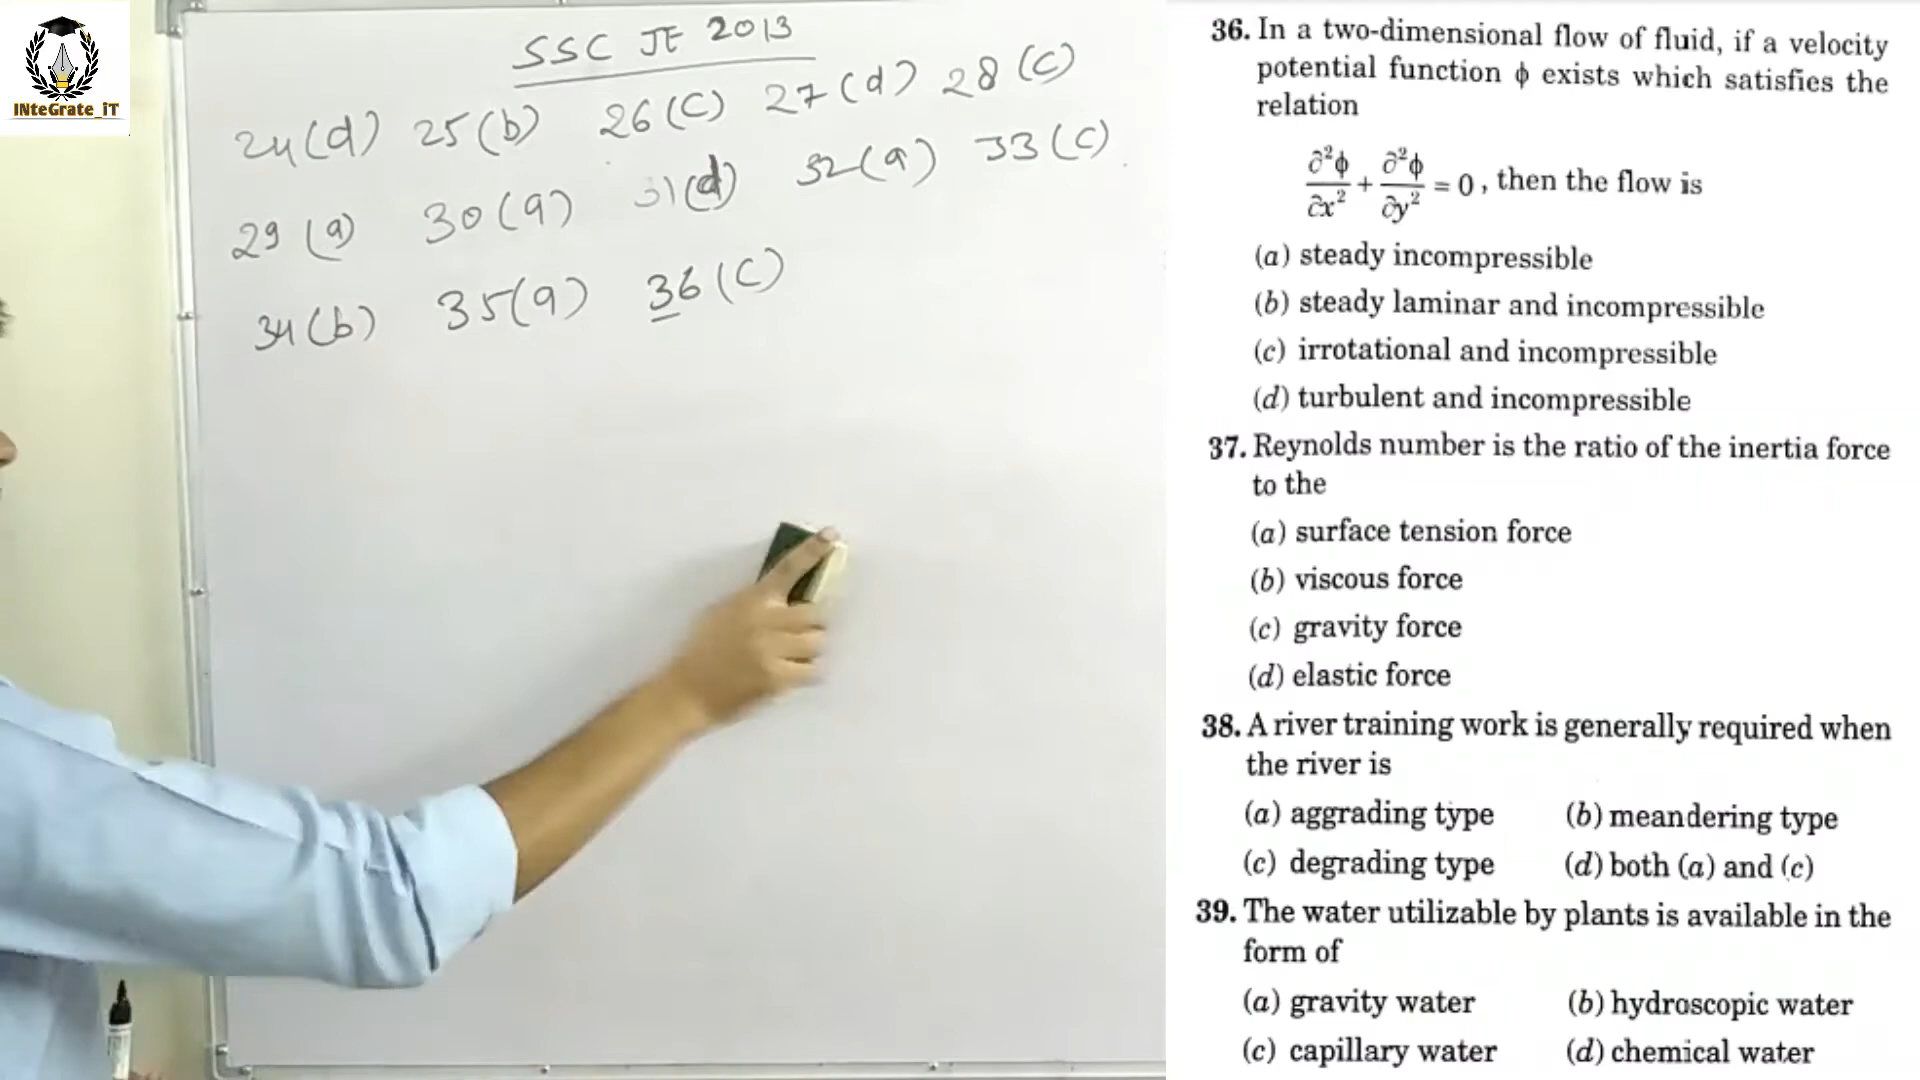 INteGrate_iT
SSC JE 2013
24(d) 25(b) 26(C) 27(d) 28(C)
29(a) 30(a) 31(d) 32(a) 33(C)
34(b) 35(a) 36(C)
36. In a two-dimensional flow of fluid, if a velocity
potential function ϕ exists which satisfies the
relation
∂²ϕ/∂x² + ∂²ϕ/∂y² = 0, then the flow is
(a) steady incompressible
(b) steady laminar and incompressible
(c) irrotational and incompressible
(d) turbulent and incompressible
37. Reynolds number is the ratio of the inertia force
to the
(a) surface tension force
(b) viscous force
(c) gravity force
(d) elastic force
38. A river training work is generally required when
the river is
(a) aggrading type (b) meandering type
(c) degrading type (d) both (a) and (c)
39. The water utilizable by plants is available in the
form of
(a) gravity water (b) hydroscopic water
(c) capillary water (d) chemical water